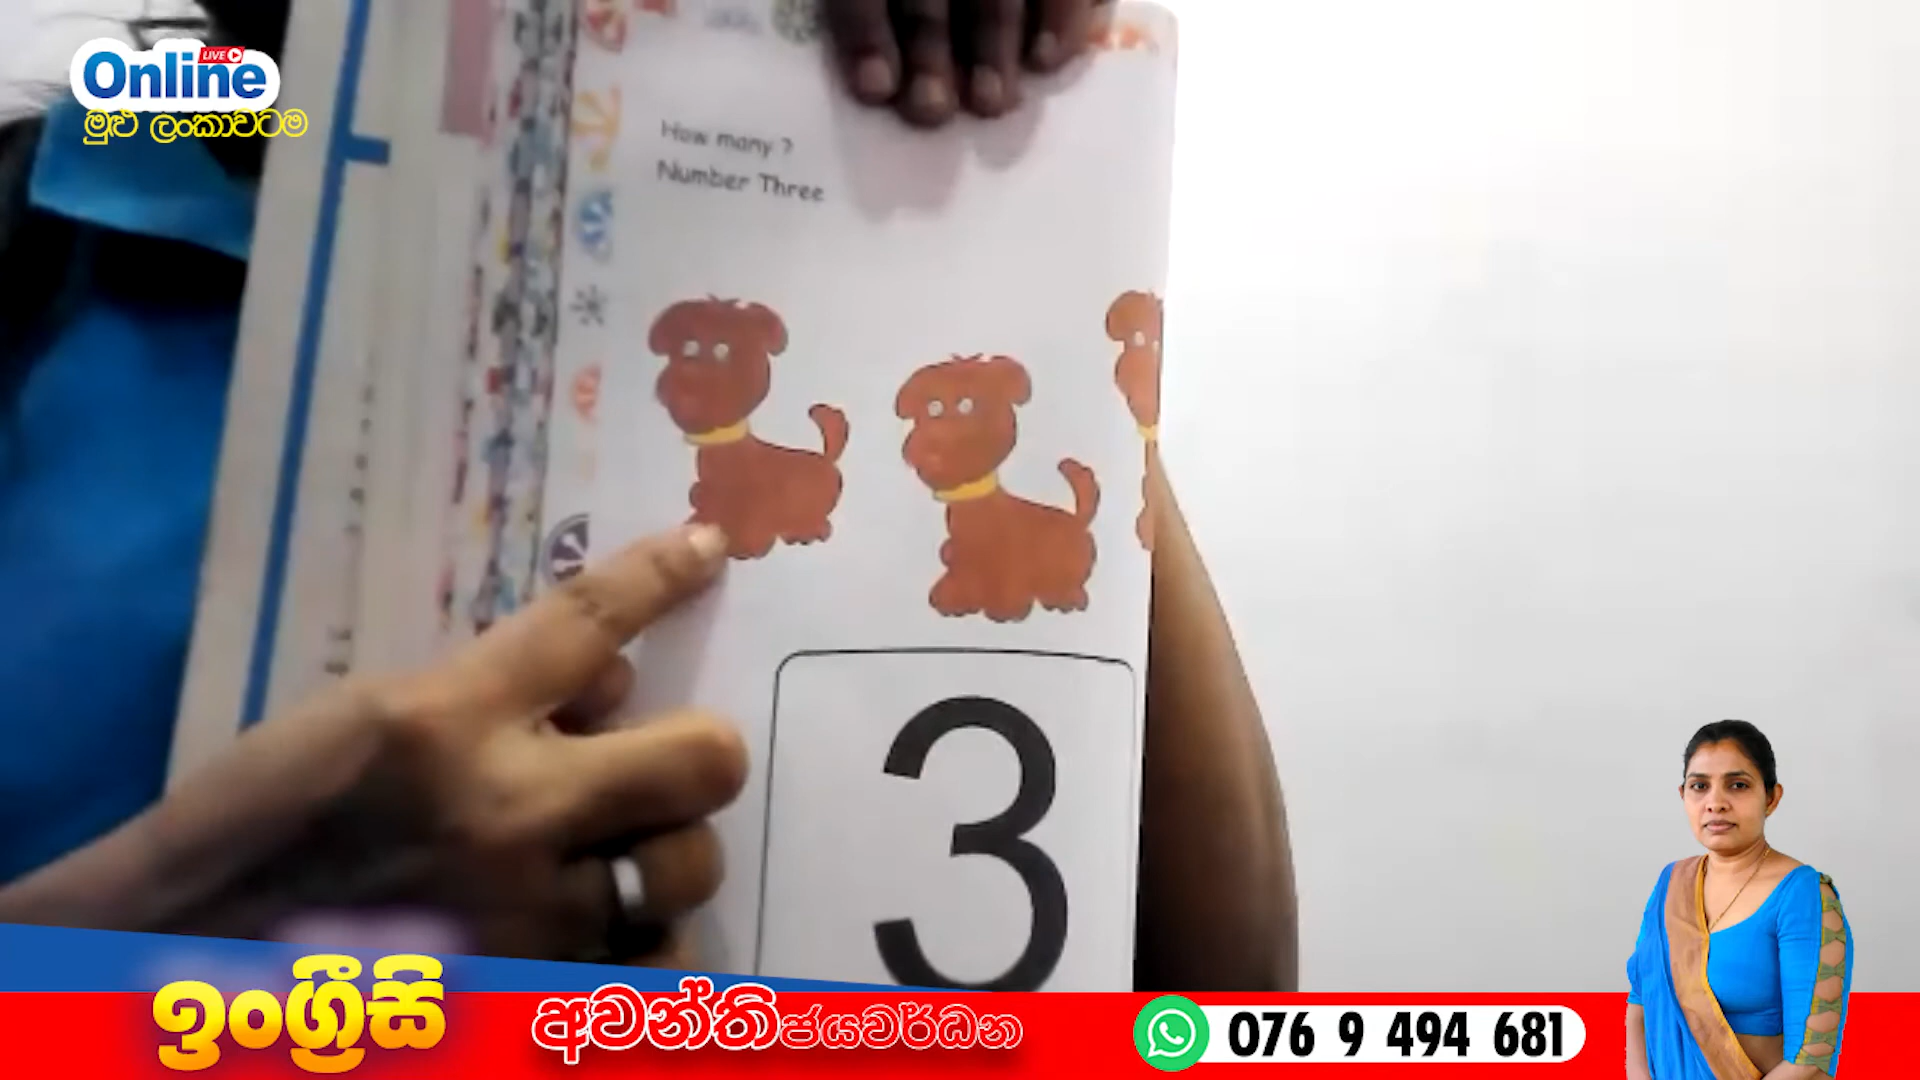 Online
LIVE
මුළු ලංකාවටම
How many ?
Number Three
3
ඉංග්‍රීසි
අවන්ති ජයවර්ධන
076 9 494 681